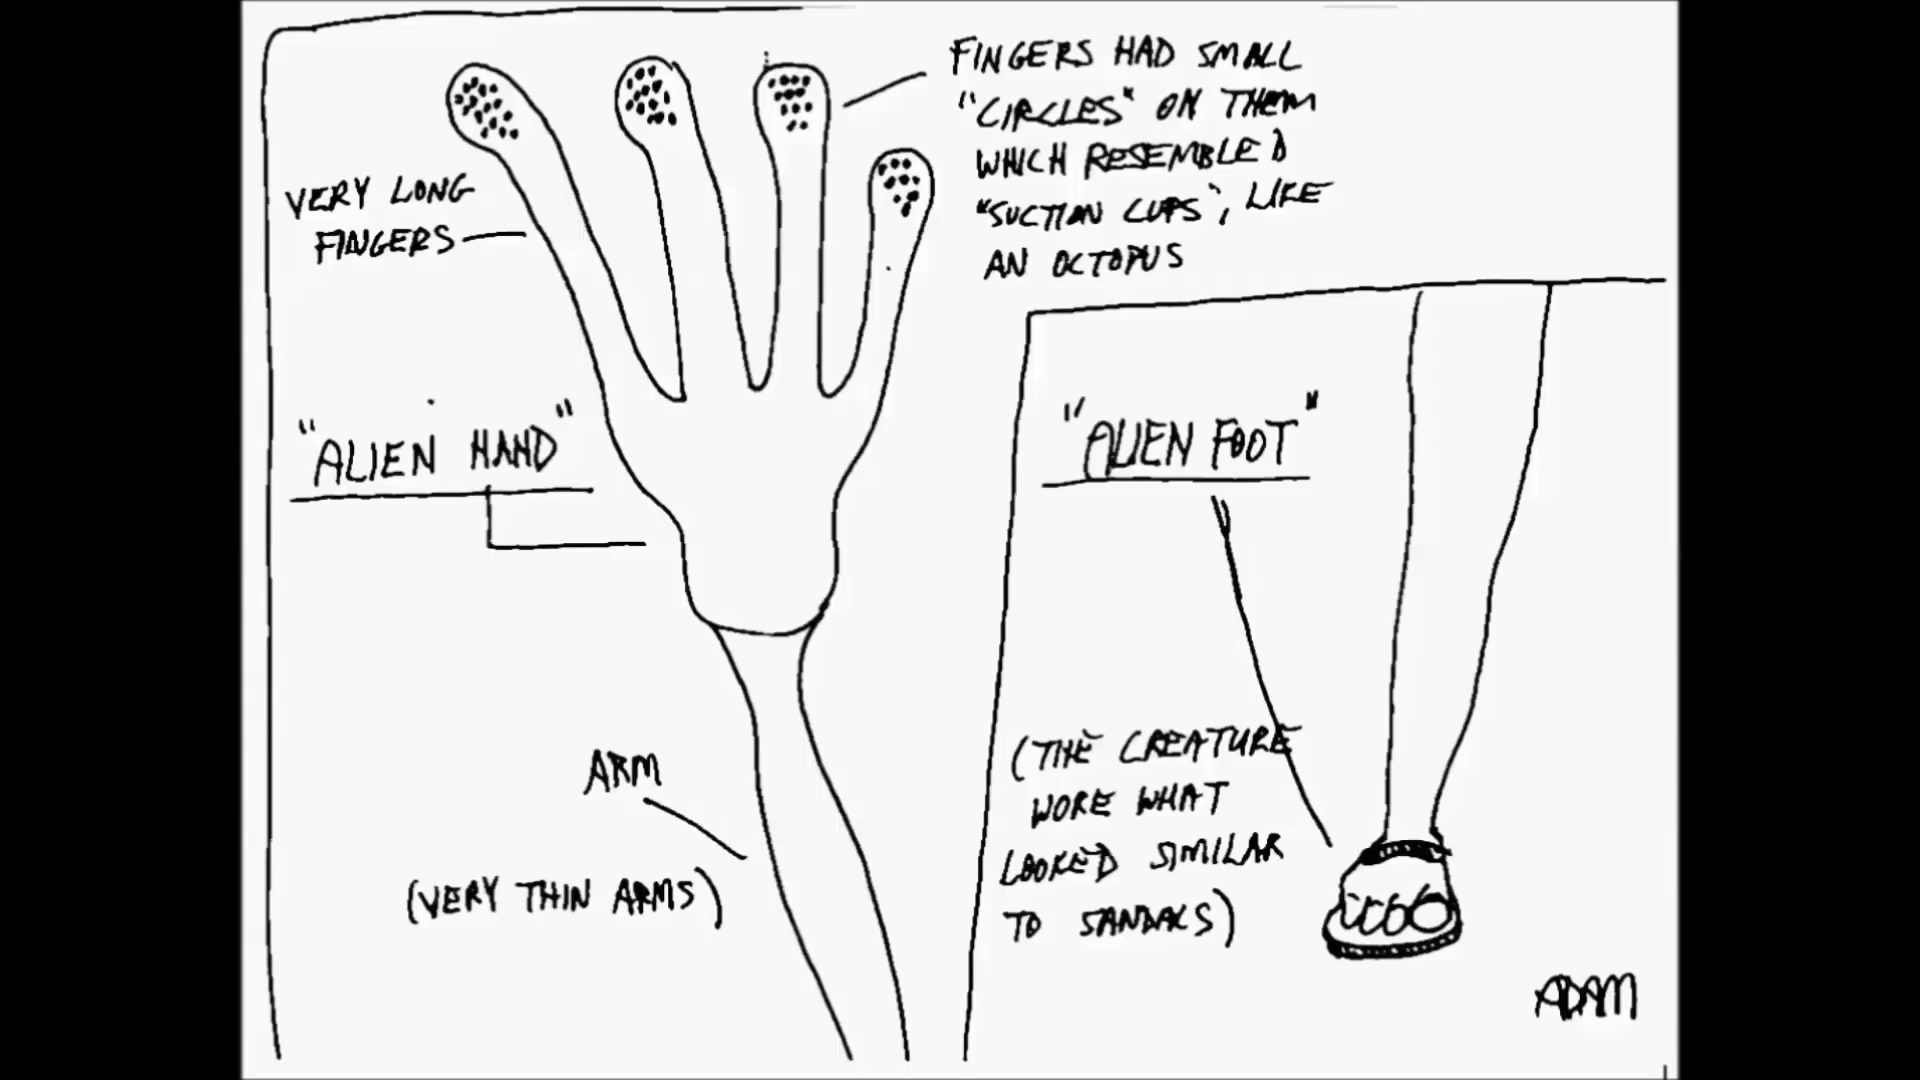 FINGERS HAD SMALL
"CIRCLES" ON THEM
WHICH RESEMBLED
"SUCTION CUPS", LIKE
AN OCTOPUS
VERY LONG
FINGERS
"ALIEN HAND"
"ALIEN FOOT"
ARM
(VERY THIN ARMS)
(THE CREATURE
WORE WHAT
LOOKED SIMILAR
TO SANDALS)
ADAM